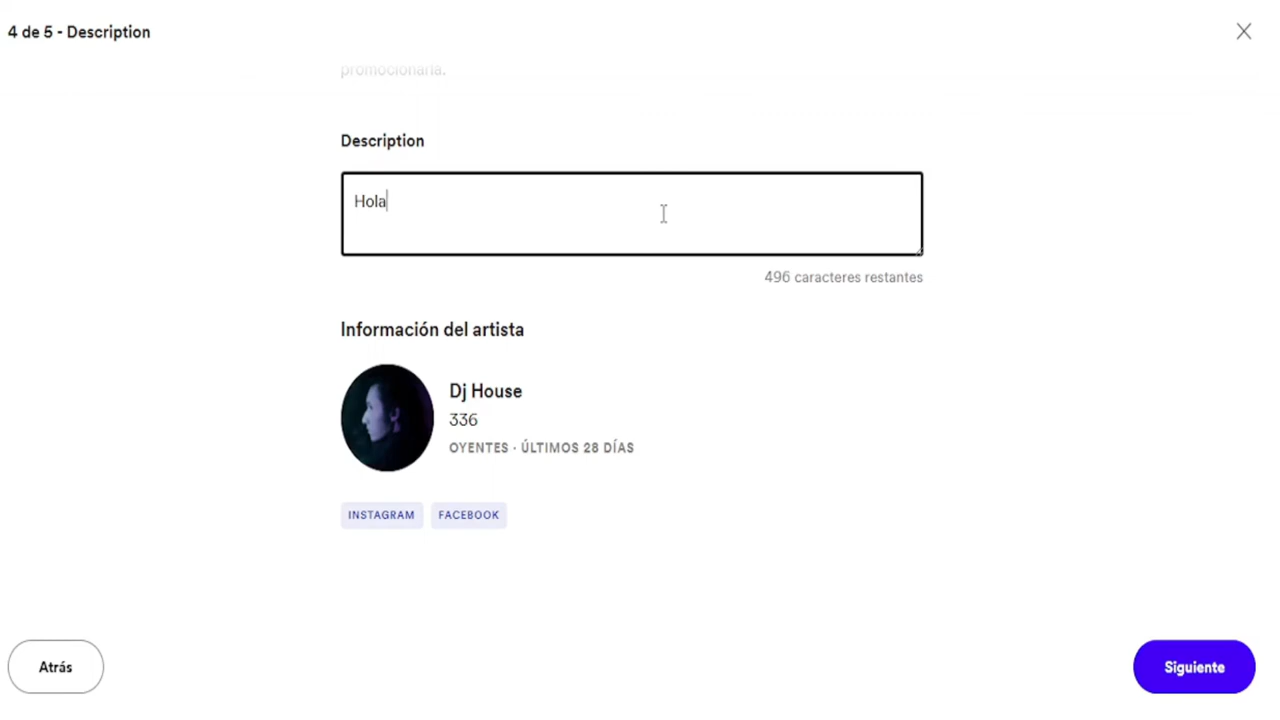 4 de 5 - Description
promocionarla.
Description
Hola
496 caracteres restantes
Información del artista
Dj House
336
OYENTES · ÚLTIMOS 28 DÍAS
INSTAGRAM FACEBOOK
Atrás Siguiente